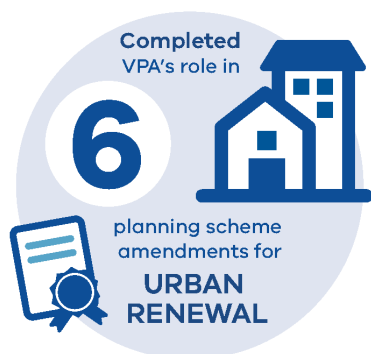 Completed
VPA's role in
6
planning scheme
amendments for
URBAN
RENEWAL